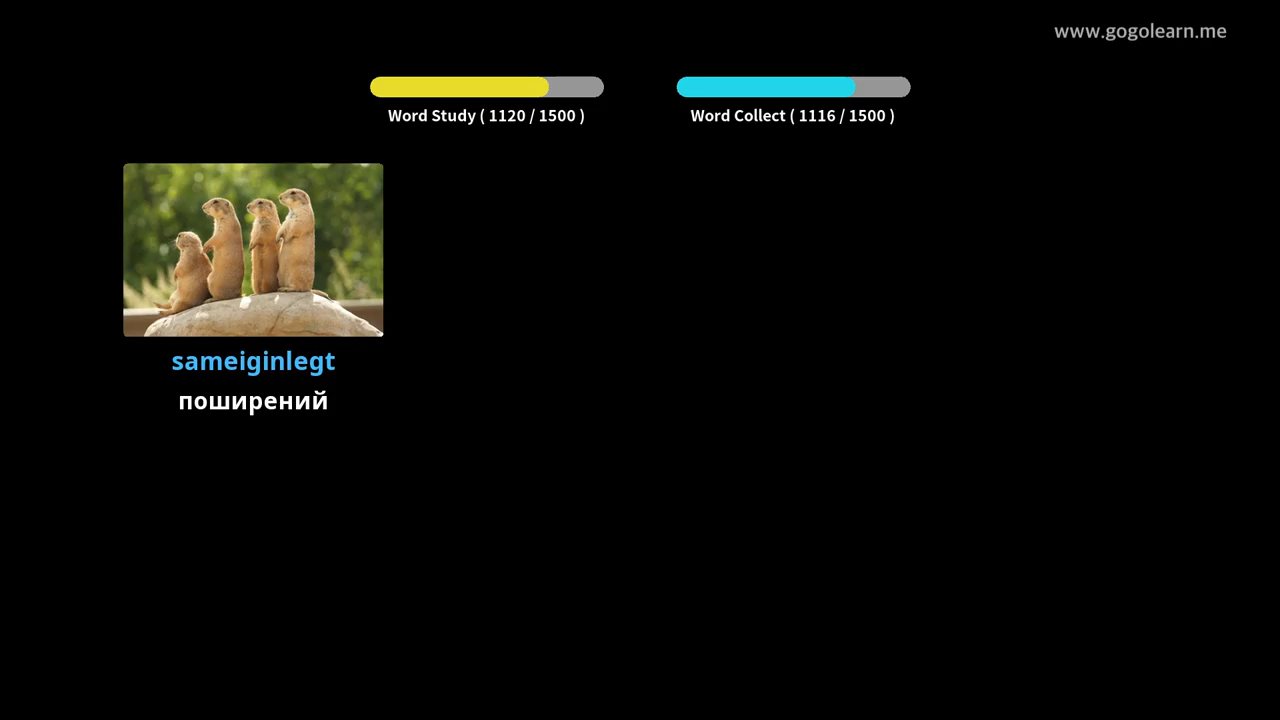 www.gogolearn.me
Word Study ( 1120 / 1500 )
Word Collect ( 1116 / 1500 )
sameiginlegt
поширений